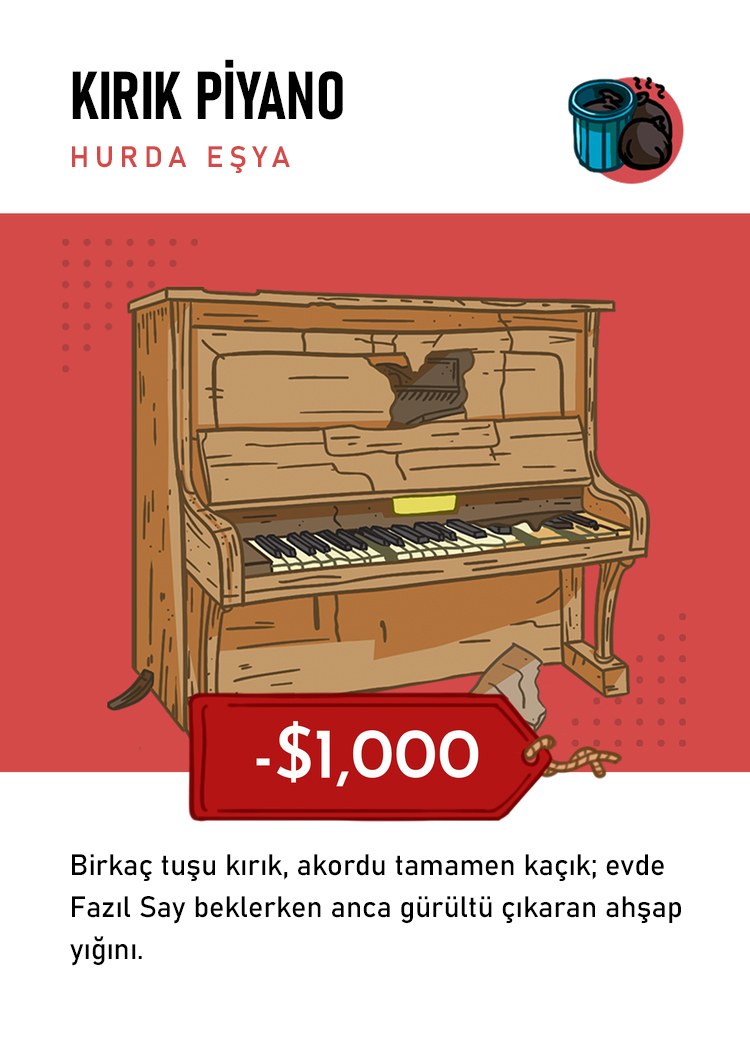 KIRIK PİYANO
HURDA EŞYA
-$1,000
Birkaç tuşu kırık, akordu tamamen kaçık; evde
Fazıl Say beklerken anca gürültü çıkaran ahşap
yığını.